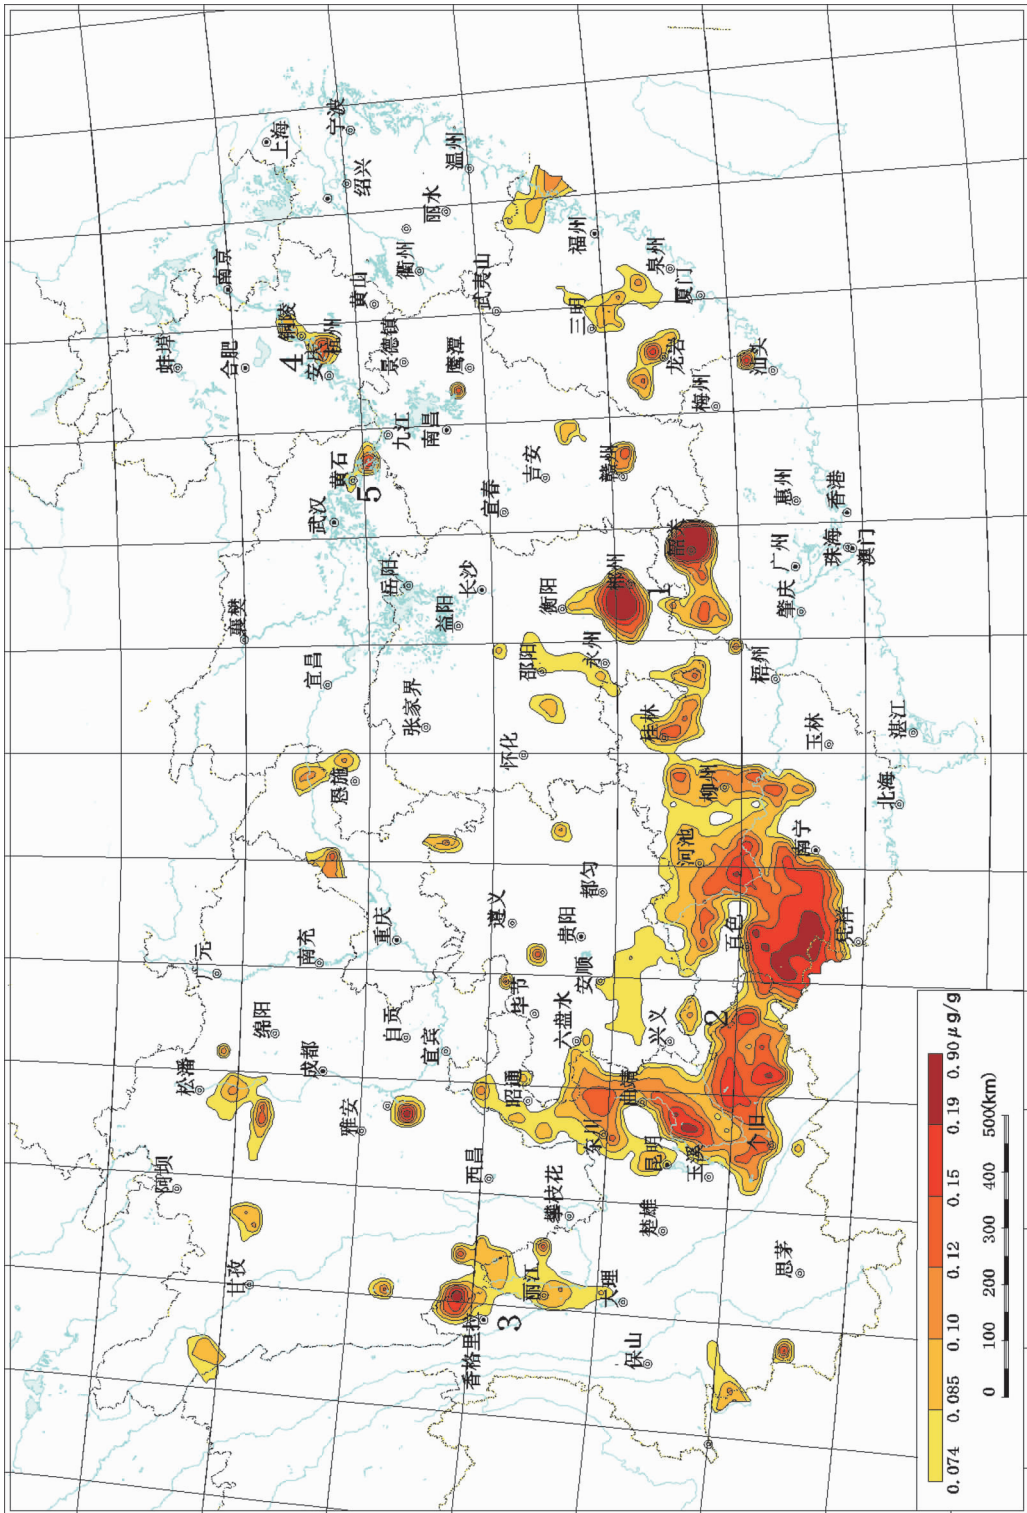 甘孜
阿坝
松潘
广元
蚌埠
襄樊
合肥
南京
绵阳
上海
铜陵
4
成都
南充
宜昌
安庆
武汉
杭州
宁波
恩施
黄石
雅安
绍兴
黄山
5
重庆
岳阳
景德镇
自贡
九江
衢州
张家界
南昌
丽水
宜宾
益阳
鹰潭
温州
香格里拉
西昌
长沙
武夷山
宜春
遵义
3
昭通
怀化
毕节
邵阳
吉安
丽江
攀枝花
衡阳
六盘水
贵阳
三明
福州
安顺
都匀
东川
永州
大理
赣州
郴州
曲靖
保山
楚雄
昆明
桂林
兴义
1
泉州
龙岩
韶关
河池
厦门
玉溪
梅州
柳州
2
百色
个旧
梧州
汕头
广州
惠州
思茅
肇庆
南宁
玉林
珠海
香港
凭祥
澳门
北海
湛江
0.074 0.085 0.10 0.12 0.15 0.19 0.90μg/g
0 100 200 300 400 500(km)